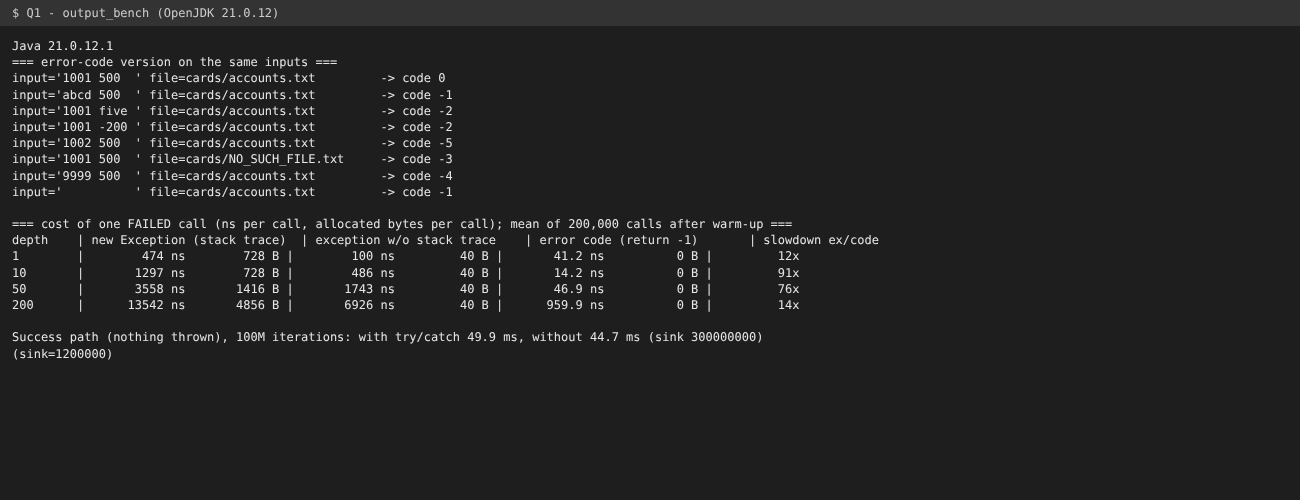 $ Q1 - output_bench (OpenJDK 21.0.12)
Java 21.0.12.1
=== error-code version on the same inputs ===
input='1001 500  ' file=cards/accounts.txt         -> code 0
input='abcd 500  ' file=cards/accounts.txt         -> code -1
input='1001 five ' file=cards/accounts.txt         -> code -2
input='1001 -200 ' file=cards/accounts.txt         -> code -2
input='1002 500  ' file=cards/accounts.txt         -> code -5
input='1001 500  ' file=cards/NO_SUCH_FILE.txt     -> code -3
input='9999 500  ' file=cards/accounts.txt         -> code -4
input='          ' file=cards/accounts.txt         -> code -1
=== cost of one FAILED call (ns per call, allocated bytes per call); mean of 200,000 calls after warm-up ===
depth    | new Exception (stack trace)  | exception w/o stack trace    | error code (return -1)       | slowdown ex/code
1        |        474 ns        728 B |        100 ns         40 B |       41.2 ns          0 B |         12x
10       |       1297 ns        728 B |        486 ns         40 B |       14.2 ns          0 B |         91x
50       |       3558 ns       1416 B |       1743 ns         40 B |       46.9 ns          0 B |         76x
200      |      13542 ns       4856 B |       6926 ns         40 B |      959.9 ns          0 B |         14x
Success path (nothing thrown), 100M iterations: with try/catch 49.9 ms, without 44.7 ms (sink 300000000)
(sink=1200000)